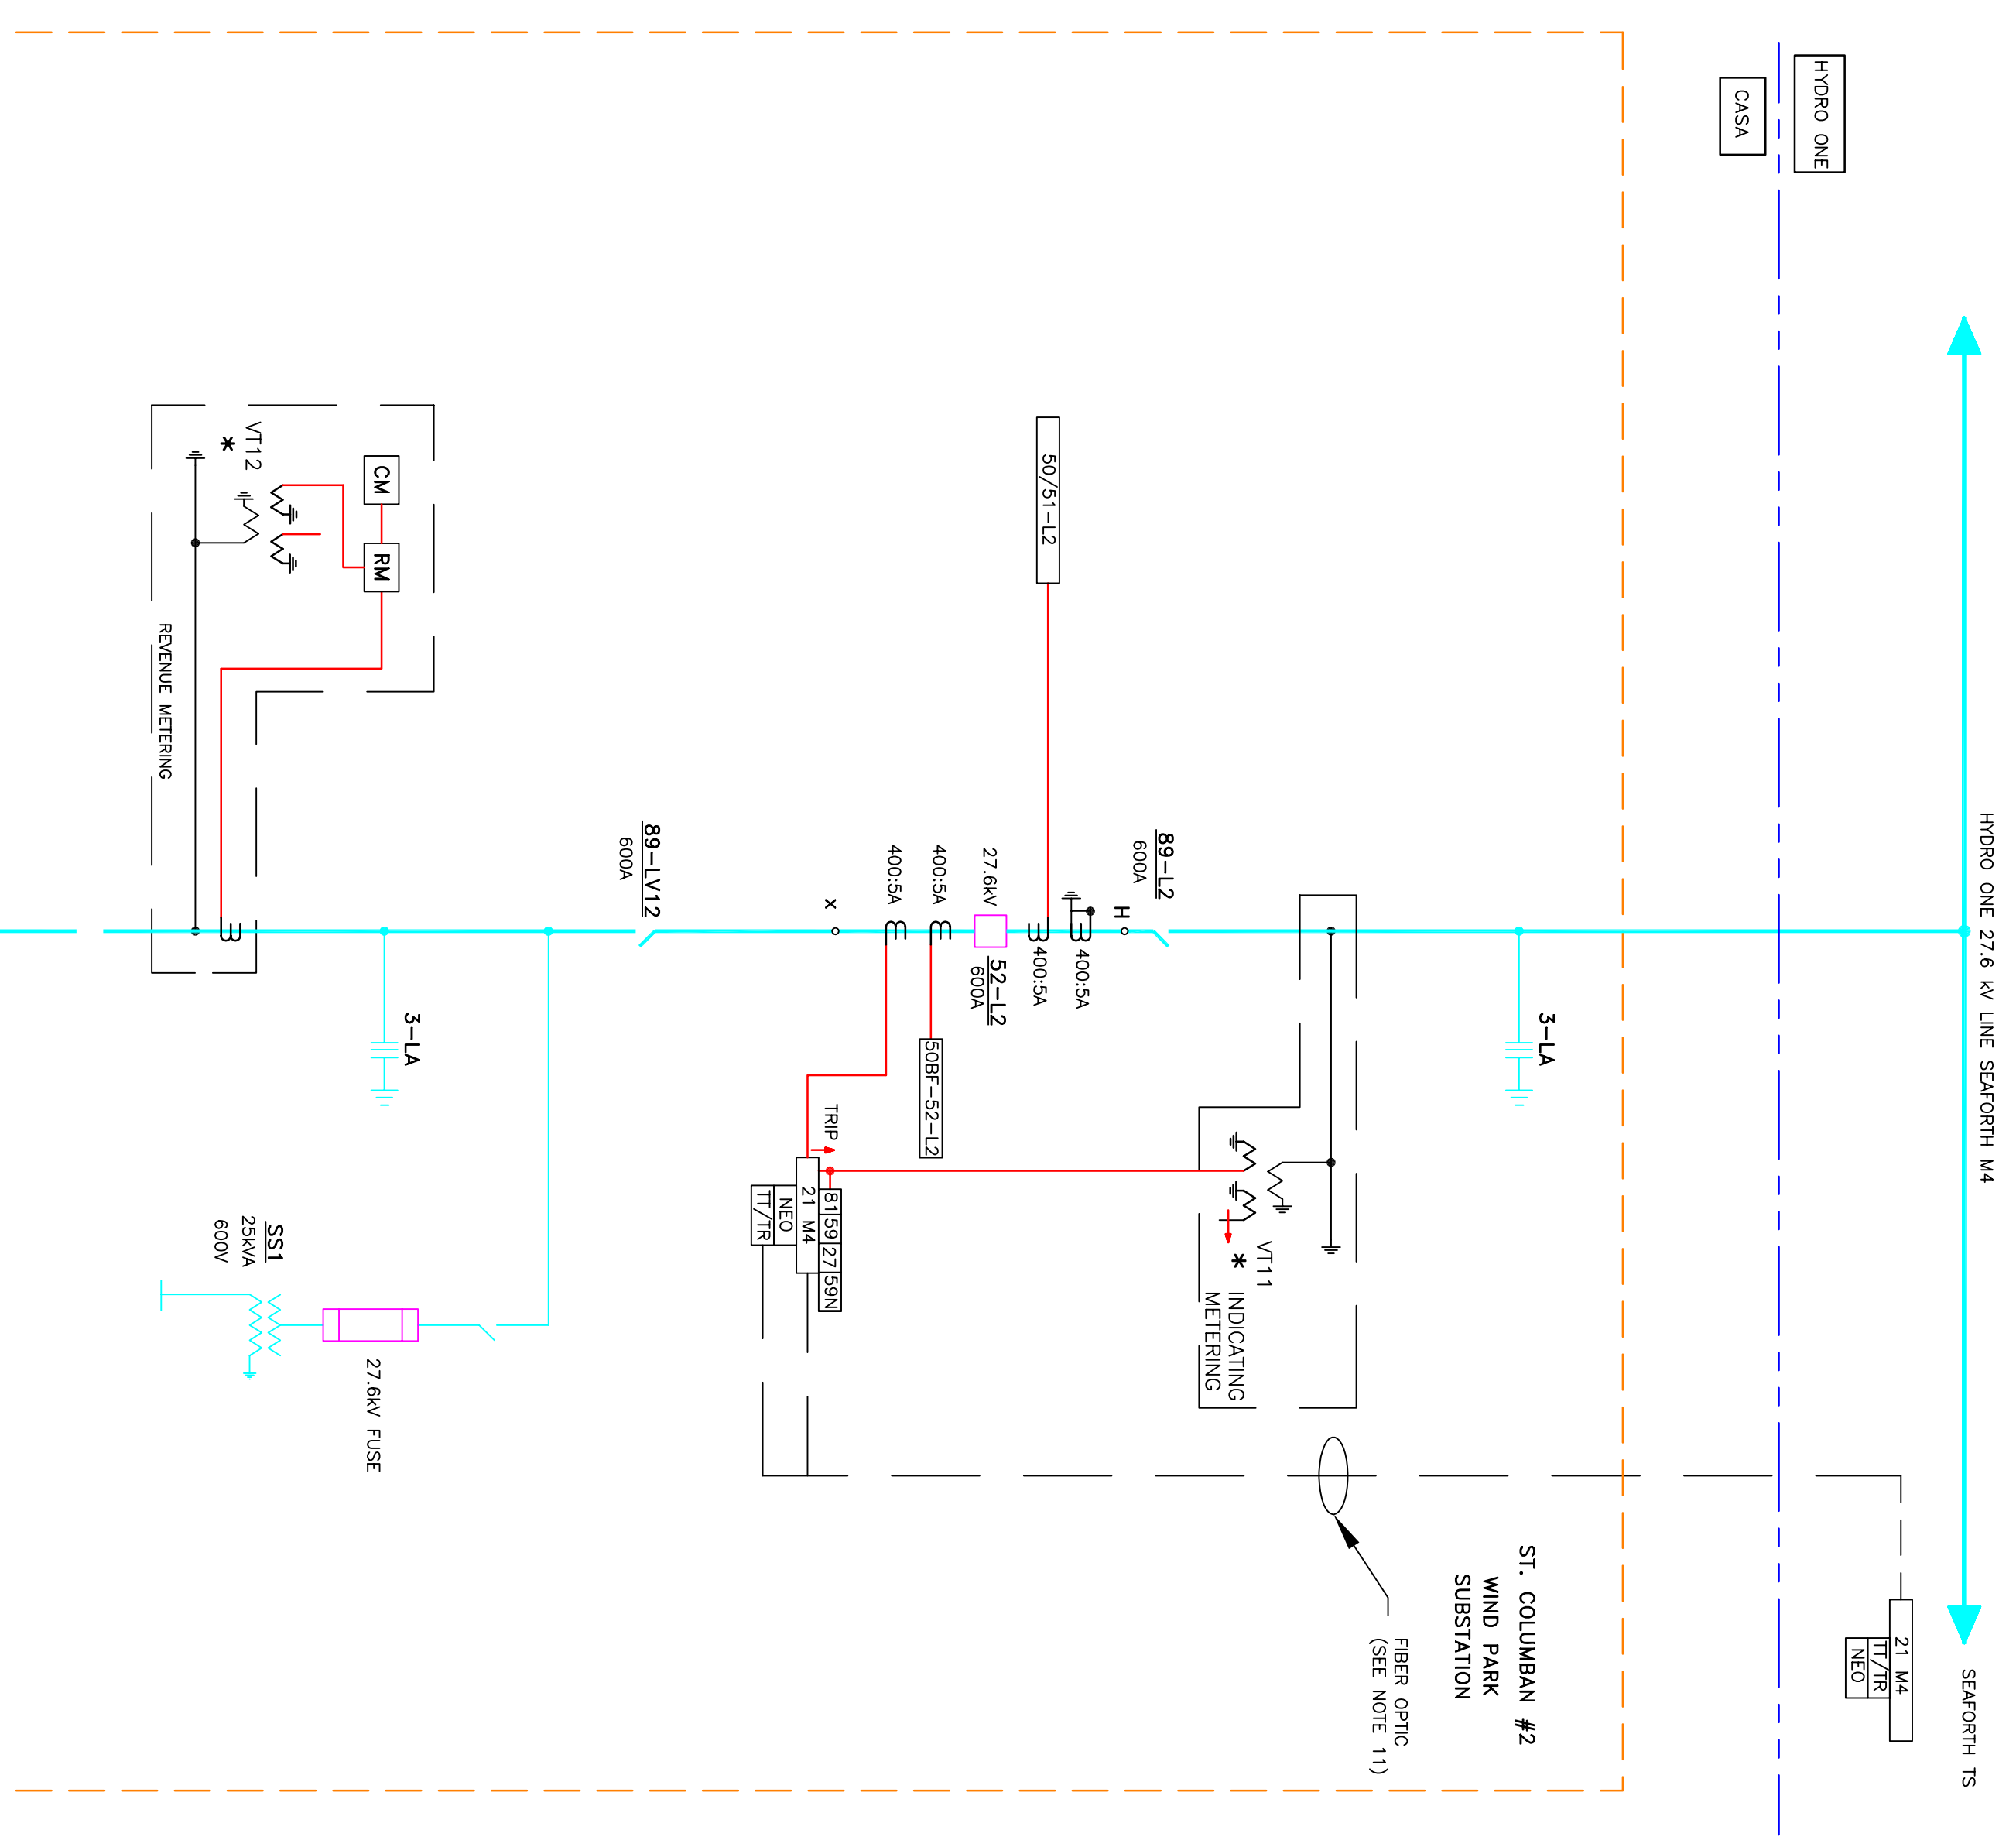 HYDRO ONE 27.6 kV LINE SEAFORTH M4
SEAFORTH TS
21 M4
TT/TR
NEO
HYDRO ONE
CASA
3-LA
ST. COLUMBAN #2
WIND PARK
SUBSTATION
FIBER OPTIC
(SEE NOTE 11)
VT11
*
INDICATING
METERING
89-L2
600A
H
400:5A
50/51-L2
400:5A
27.6kV
52-L2
600A
400:5A
50BF-52-L2
400:5A
x
TRIP
81
59
27
59N
21 M4
NEO
TT/TR
89-LV12
600A
3-LA
27.6kV FUSE
SS1
25kVA
600V
CM
RM
VT12
*
REVENUE METERING